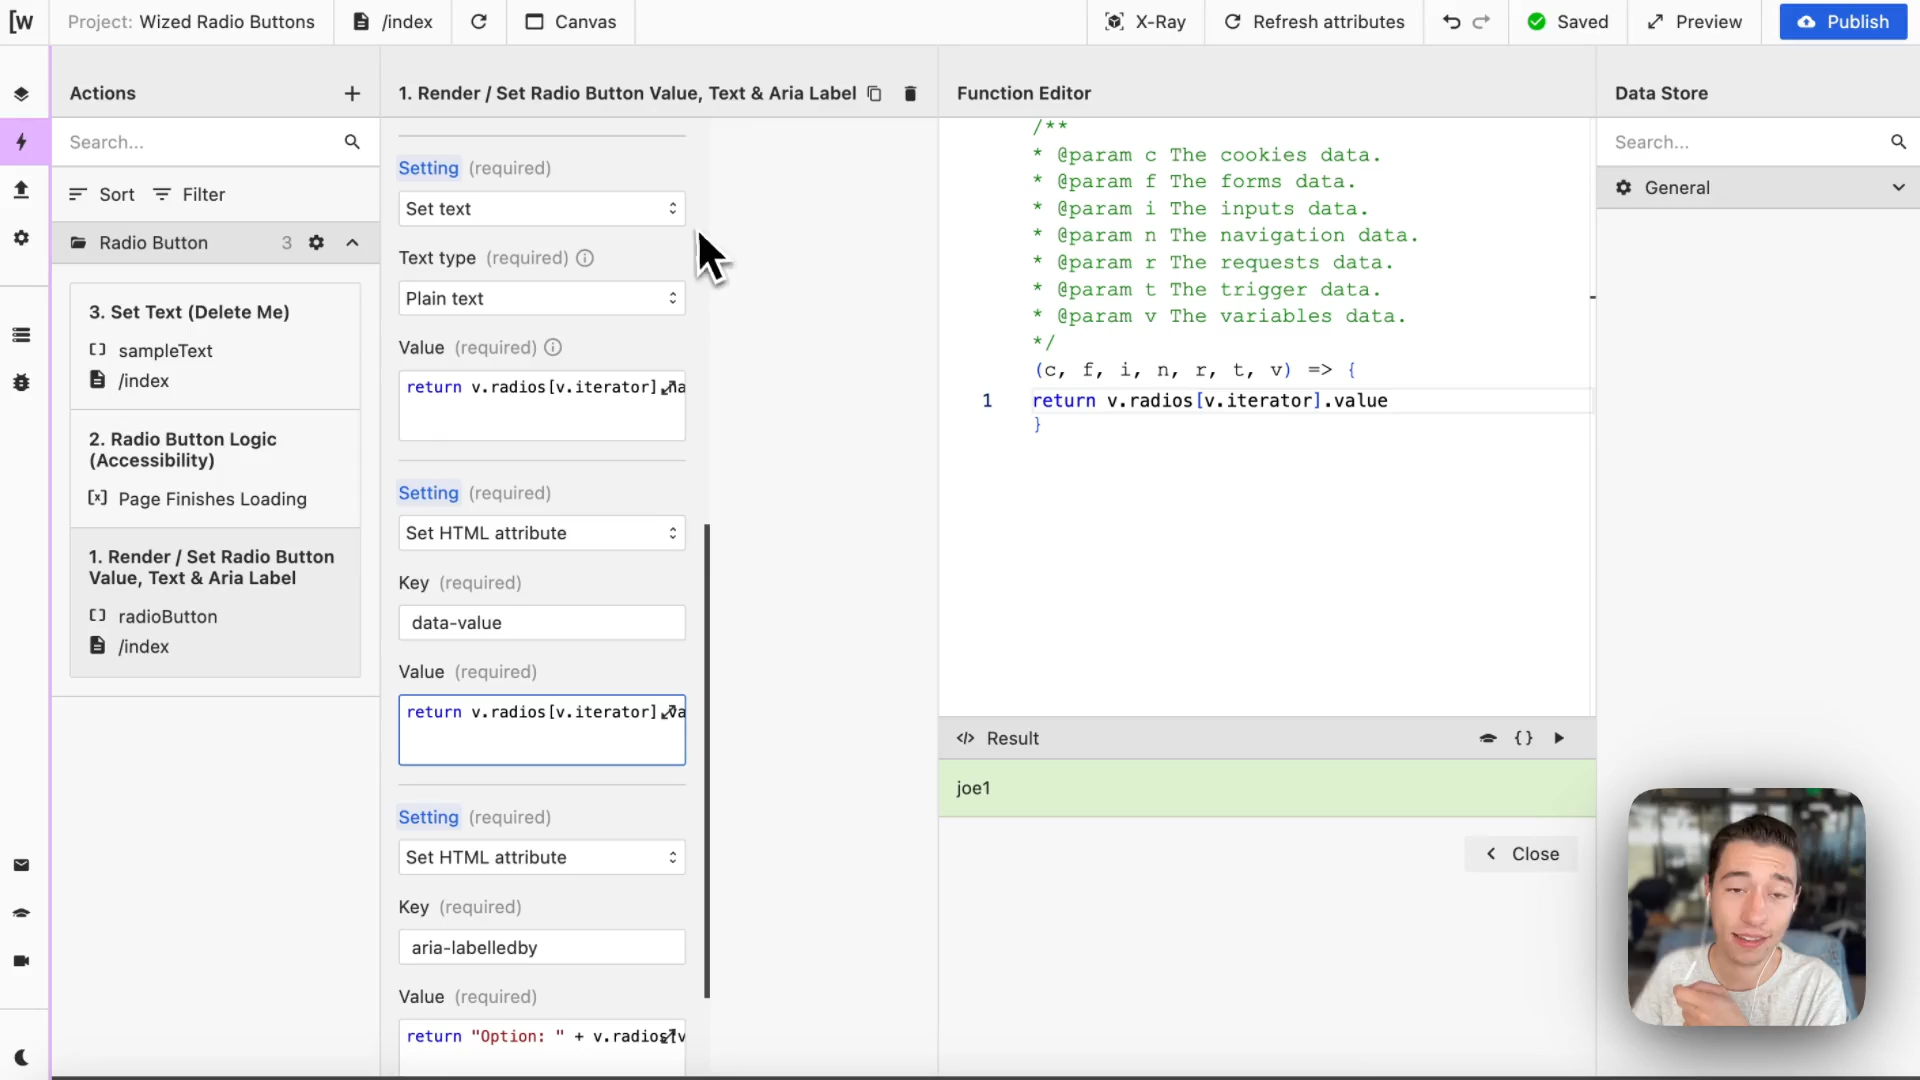 [w
Project: Wized Radio Buttons
/index
Canvas
X-Ray
Refresh attributes
Saved
Preview
Publish
Actions
Search...
Sort
Filter
Radio Button
3
3. Set Text (Delete Me)
sampleText
/index
2. Radio Button Logic
(Accessibility)
Page Finishes Loading
1. Render / Set Radio Button
Value, Text & Aria Label
radioButton
/index
1. Render / Set Radio Button Value, Text & Aria Label
Setting (required)
Set text
Text type (required)
Plain text
Value (required)
return v.radios[v.iterator].na
Setting (required)
Set HTML attribute
Key (required)
data-value
Value (required)
return v.radios[v.iterator].va
Setting (required)
Set HTML attribute
Key (required)
aria-labelledby
Value (required)
return "Option: " + v.radios[v
Function Editor
/**
* @param c The cookies data.
* @param f The forms data.
* @param i The inputs data.
* @param n The navigation data.
* @param r The requests data.
* @param t The trigger data.
* @param v The variables data.
*/
(c, f, i, n, r, t, v) => {
1 return v.radios[v.iterator].value
}
</> Result
{}
joe1
Close
Data Store
Search...
General